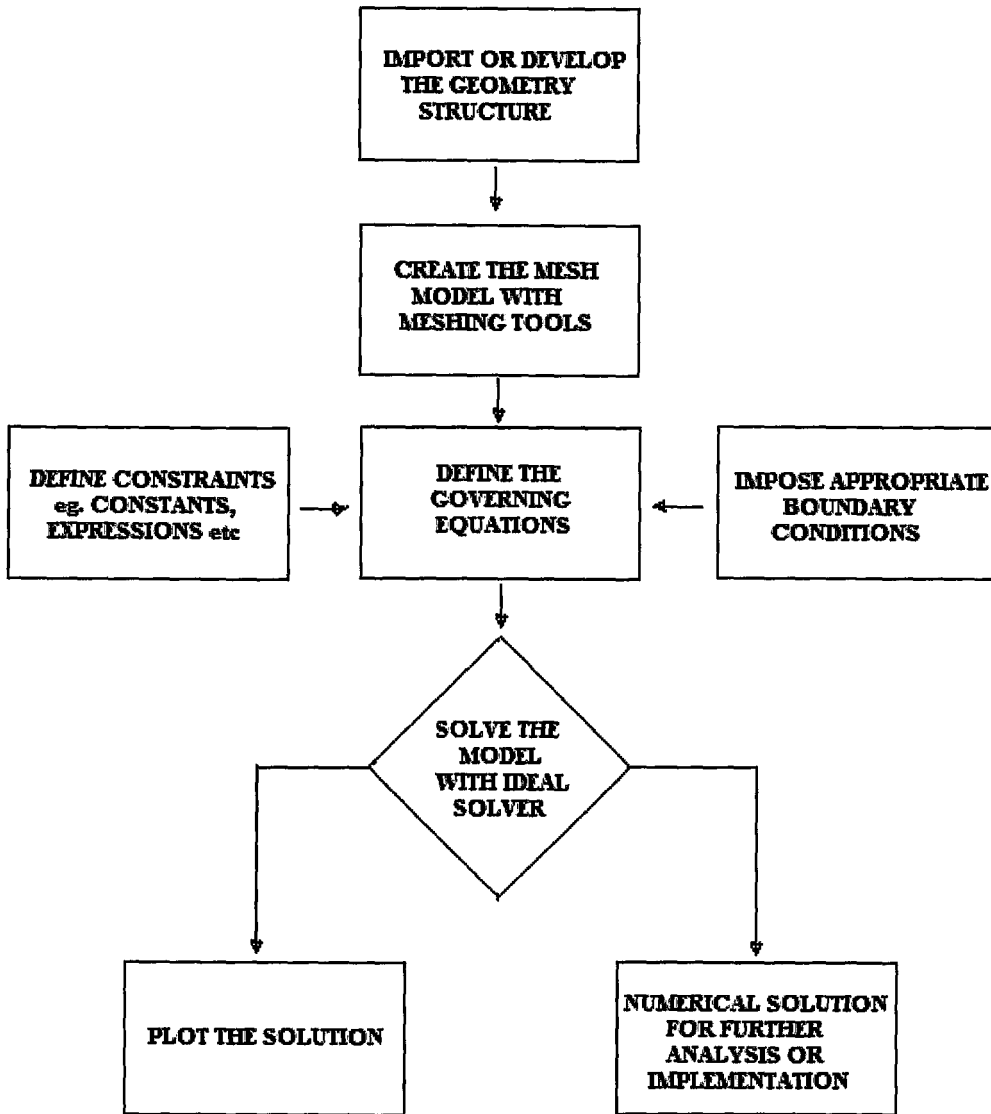 IMPORT OR DEVELOP
THE GEOMETRY
STRUCTURE
CREATE THE MESH
MODEL WITH
MESHING TOOLS
DEFINE CONSTRAINTS
eg. CONSTANTS,
EXPRESSIONS etc
DEFINE THE
GOVERNING
EQUATIONS
IMPOSE APPROPRIATE
BOUNDARY
CONDITIONS
SOLVE THE
MODEL
WITH IDEAL
SOLVER
PLOT THE SOLUTION
NUMERICAL SOLUTION
FOR FURTHER
ANALYSIS OR
IMPLEMENTATION